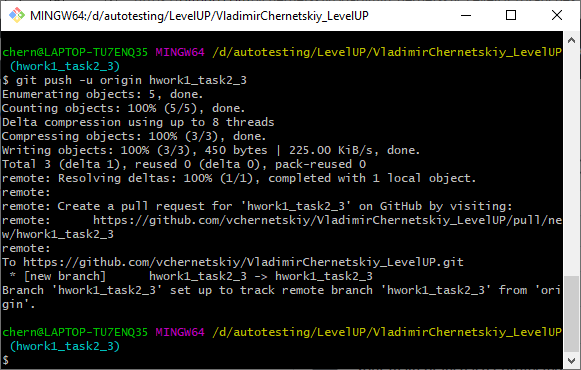 MINGW64:/d/autotesting/LevelUP/VladimirChernetskiy_LevelUP
chern@LAPTOP-TU7ENQ35 MINGW64 /d/autotesting/LevelUP/VladimirChernetskiy_LevelUP
(hwork1_task2_3)
$ git push -u origin hwork1_task2_3
Enumerating objects: 5, done.
Counting objects: 100% (5/5), done.
Delta compression using up to 8 threads
Compressing objects: 100% (3/3), done.
Writing objects: 100% (3/3), 450 bytes | 225.00 KiB/s, done.
Total 3 (delta 1), reused 0 (delta 0), pack-reused 0
remote: Resolving deltas: 100% (1/1), completed with 1 local object.
remote:
remote: Create a pull request for 'hwork1_task2_3' on GitHub by visiting:
remote:      https://github.com/vchernetskiy/VladimirChernetskiy_LevelUP/pull/ne
w/hwork1_task2_3
remote:
To https://github.com/vchernetskiy/VladimirChernetskiy_LevelUP.git
 * [new branch]      hwork1_task2_3 -> hwork1_task2_3
Branch 'hwork1_task2_3' set up to track remote branch 'hwork1_task2_3' from 'ori
gin'.
chern@LAPTOP-TU7ENQ35 MINGW64 /d/autotesting/LevelUP/VladimirChernetskiy_LevelUP
(hwork1_task2_3)
$